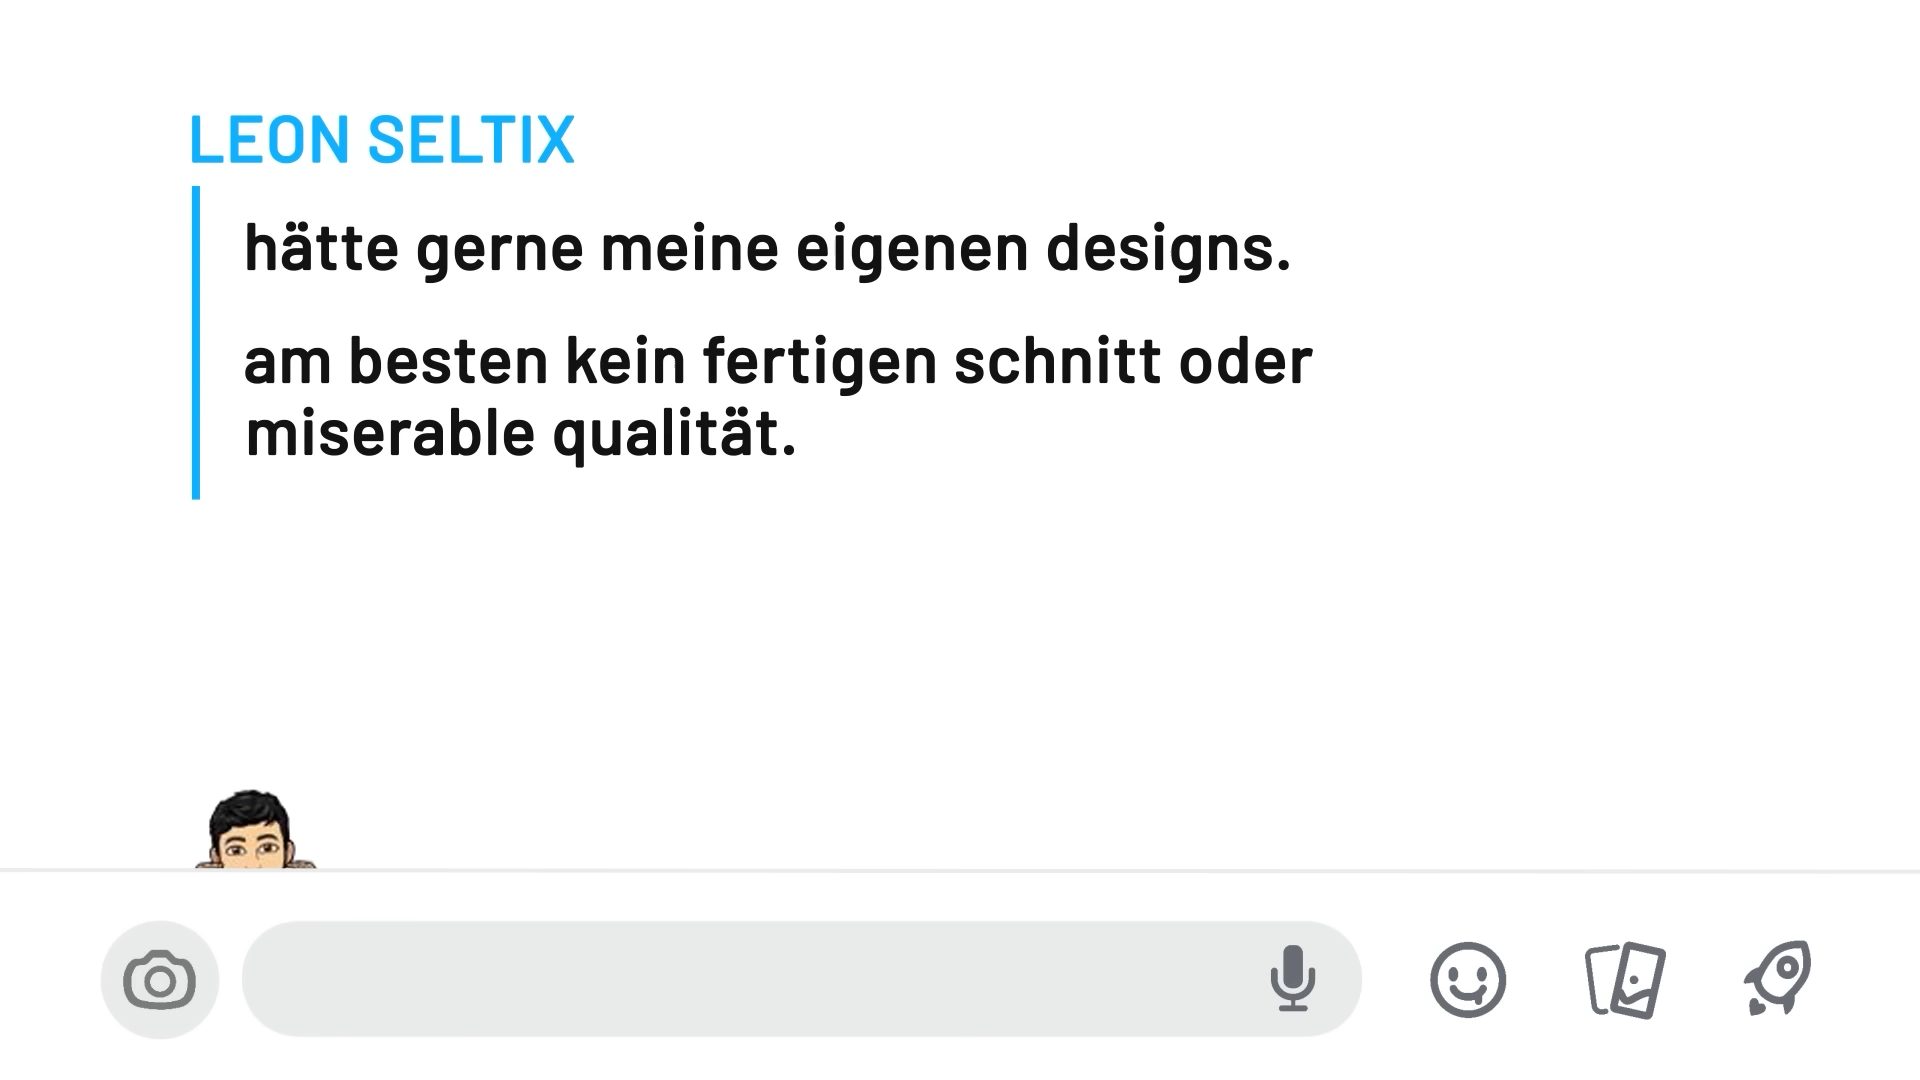 LEON SELTIX
hätte gerne meine eigenen designs.
am besten kein fertigen schnitt oder
miserable qualität.